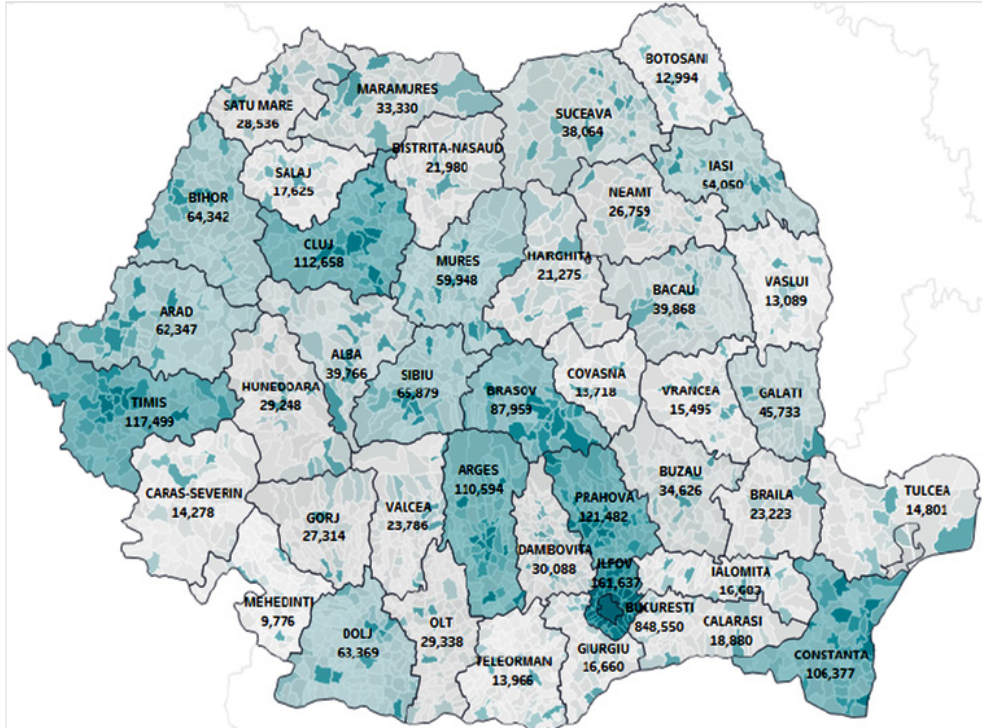 BOTOSANI
12,994
MARAMURES
33,330
SATU MARE
28,536
SUCEAVA
38,064
BISTRITA-NASAUD
21,980
IASI
54,050
SALAJ
17,625
NEAMT
26,759
BIHOR
64,342
CLUJ
112,658
MURES
59,948
HARGHITA
21,275
BACAU
39,868
VASLUI
13,089
ARAD
62,347
ALBA
39,766
SIBIU
65,879
COVASNA
13,718
HUNEDOARA
29,248
BRASOV
87,959
VRANCEA
15,495
GALATI
45,733
TIMIS
117,499
ARGES
110,594
BUZAU
34,626
CARAS-SEVERIN
14,278
PRAHOVA
121,482
BRAILA
23,223
TULCEA
14,801
VALCEA
23,786
GORJ
27,314
DAMBOVITA
30,088
ILFOV
161,637
IALOMITA
16,603
MEHEDINTI
9,776
BUCURESTI
848,550
CALARASI
18,880
OLT
29,338
DOLJ
63,369
GIURGIU
16,660
CONSTANTA
106,377
TELEORMAN
13,966